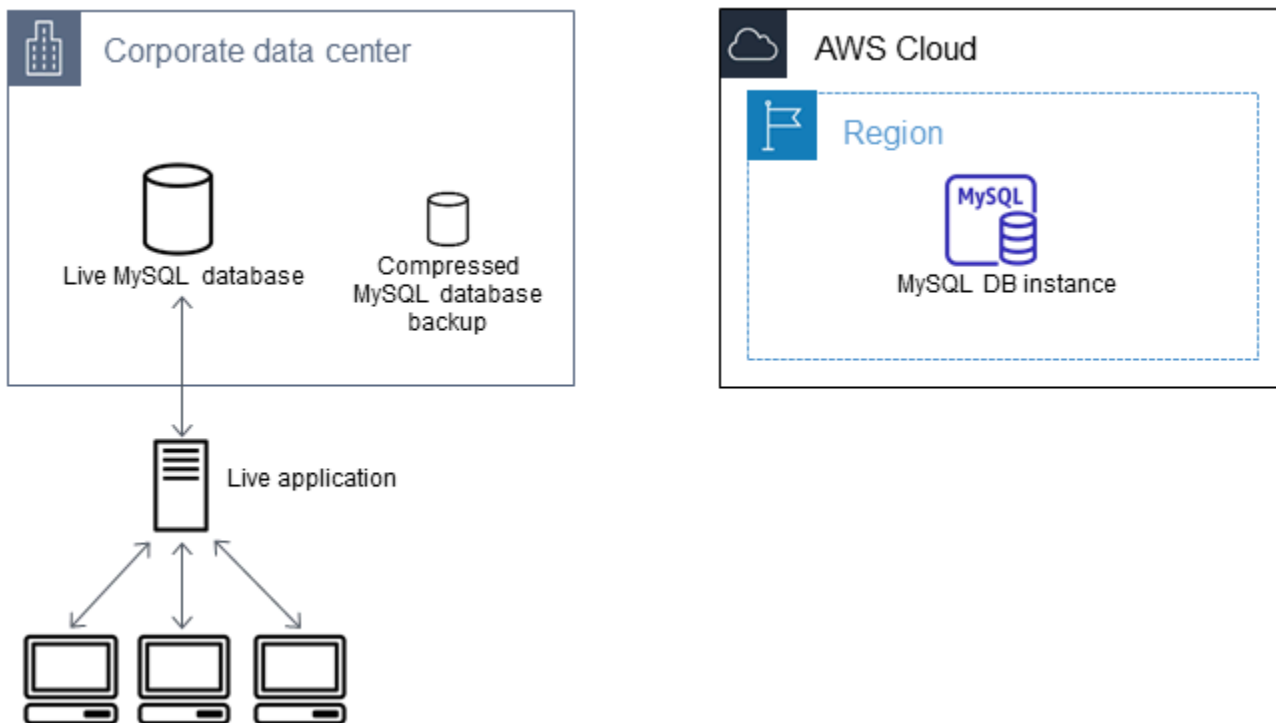 Corporate data center
Live MySQL database
Compressed
MySQL database
backup
Live application
AWS Cloud
Region
MySQL
MySQL DB instance